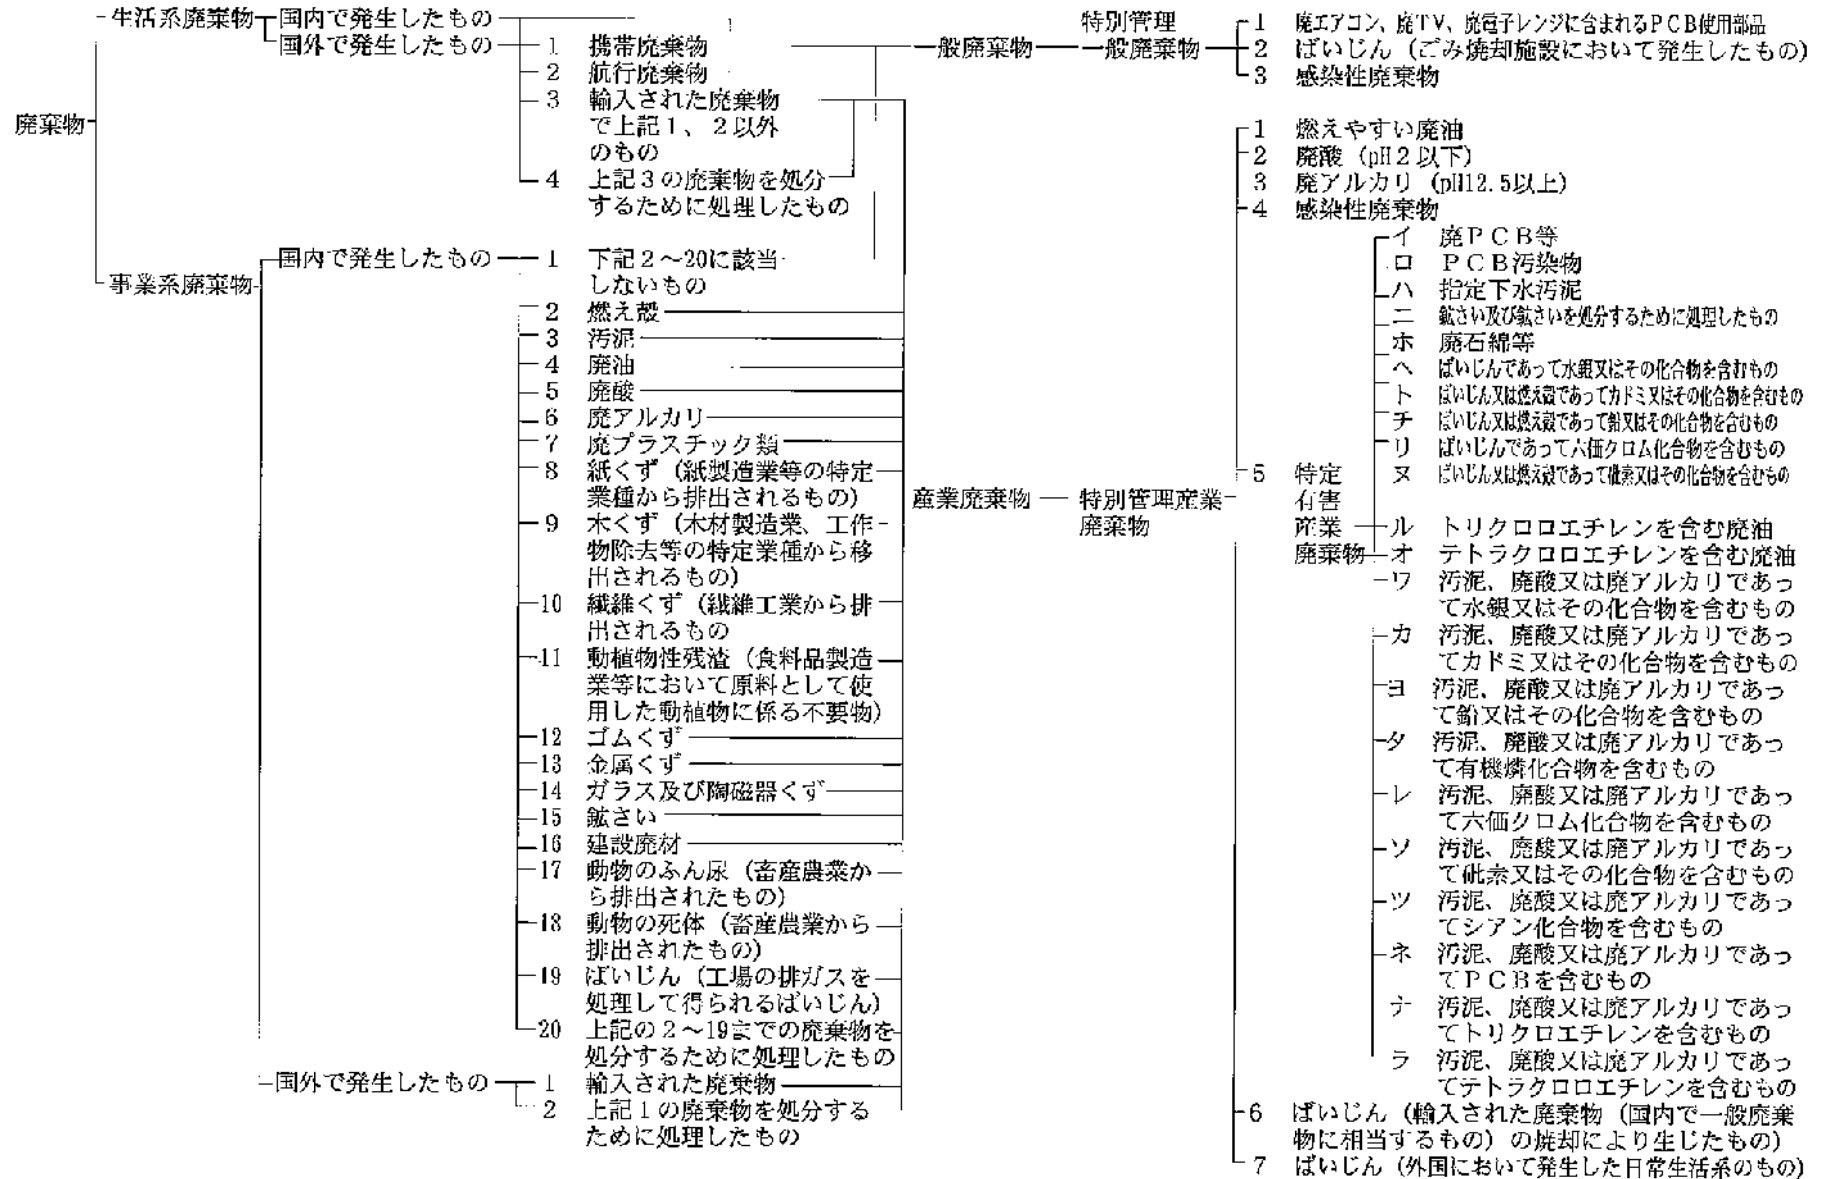 廃棄物
生活系廃棄物
国内で発生したもの
国外で発生したもの
1 携帯廃棄物
2 航行廃棄物
3 輸入された廃棄物
で上記1、2以外
のもの
4 上記3の廃棄物を処分
するために処理したもの
事業系廃棄物
国内で発生したもの
1 下記2~20に該当
しないもの
2 燃え殻
3 汚泥
4 廃油
5 廃酸
6 廃アルカリ
7 廃プラスチック類
8 紙くず(紙製造業等の特定
業種から排出されるもの)
9 木くず(木材製造業、工作
物除去等の特定業種から移
出されるもの)
10 繊維くず(繊維工業から排
出されるもの
11 動植物性残渣(食料品製造
業等において原料として使
用した動植物に係る不要物)
12 ゴムくず
13 金属くず
14 ガラス及び陶磁器くず
15 鉱さい
16 建設廃材
17 動物のふん尿(畜産農業か
ら排出されたもの)
18 動物の死体(畜産農業から
排出されたもの)
19 ばいじん(工場の排ガスを
処理して得られるばいじん)
20 上記の2~19までの廃棄物を
処分するために処理したもの
国外で発生したもの
1 輸入された廃棄物
2 上記1の廃棄物を処分する
ために処理したもの
一般廃棄物
特別管理
一般廃棄物
1 廃エアコン、廃TV、廃電子レンジに含まれるPCB使用部品
2 ばいじん(ごみ焼却施設において発生したもの)
3 感染性廃棄物
産業廃棄物
特別管理産業
廃棄物
1 燃えやすい廃油
2 廃酸(pH2以下)
3 廃アルカリ(pH12.5以上)
4 感染性廃棄物
5 特定
有害
産業
廃棄物
イ 廃PCB等
ロ PCB汚染物
ハ 指定下水汚泥
ニ 鉱さい及び鉱さいを処分するために処理したもの
ホ 廃石綿等
ヘ ばいじんであって水銀又はその化合物を含むもの
ト ばいじん又は燃え殻であってカドミ又はその化合物を含むもの
チ ばいじん又は燃え殻であって鉛又はその化合物を含むもの
リ ばいじんであって六価クロム化合物を含むもの
ヌ ばいじん又は燃え殻であって砒素又はその化合物を含むもの
ル トリクロロエチレンを含む廃油
オ テトラクロロエチレンを含む廃油
ワ 汚泥、廃酸又は廃アルカリであっ
て水銀又はその化合物を含むもの
カ 汚泥、廃酸又は廃アルカリであっ
てカドミ又はその化合物を含むもの
ヨ 汚泥、廃酸又は廃アルカリであっ
て鉛又はその化合物を含むもの
タ 汚泥、廃酸又は廃アルカリであっ
て有機燐化合物を含むもの
レ 汚泥、廃酸又は廃アルカリであっ
て六価クロム化合物を含むもの
ソ 汚泥、廃酸又は廃アルカリであっ
て砒素又はその化合物を含むもの
ツ 汚泥、廃酸又は廃アルカリであっ
てシアン化合物を含むもの
ネ 汚泥、廃酸又は廃アルカリであっ
てPCBを含むもの
ナ 汚泥、廃酸又は廃アルカリであっ
てトリクロエチレンを含むもの
ラ 汚泥、廃酸又は廃アルカリであっ
てテトラクロロエチレンを含むもの
6 ばいじん(輸入された廃棄物(国内で一般廃棄
物に相当するもの)の焼却により生じたもの)
7 ばいじん(外国において発生した日常生活系のもの)